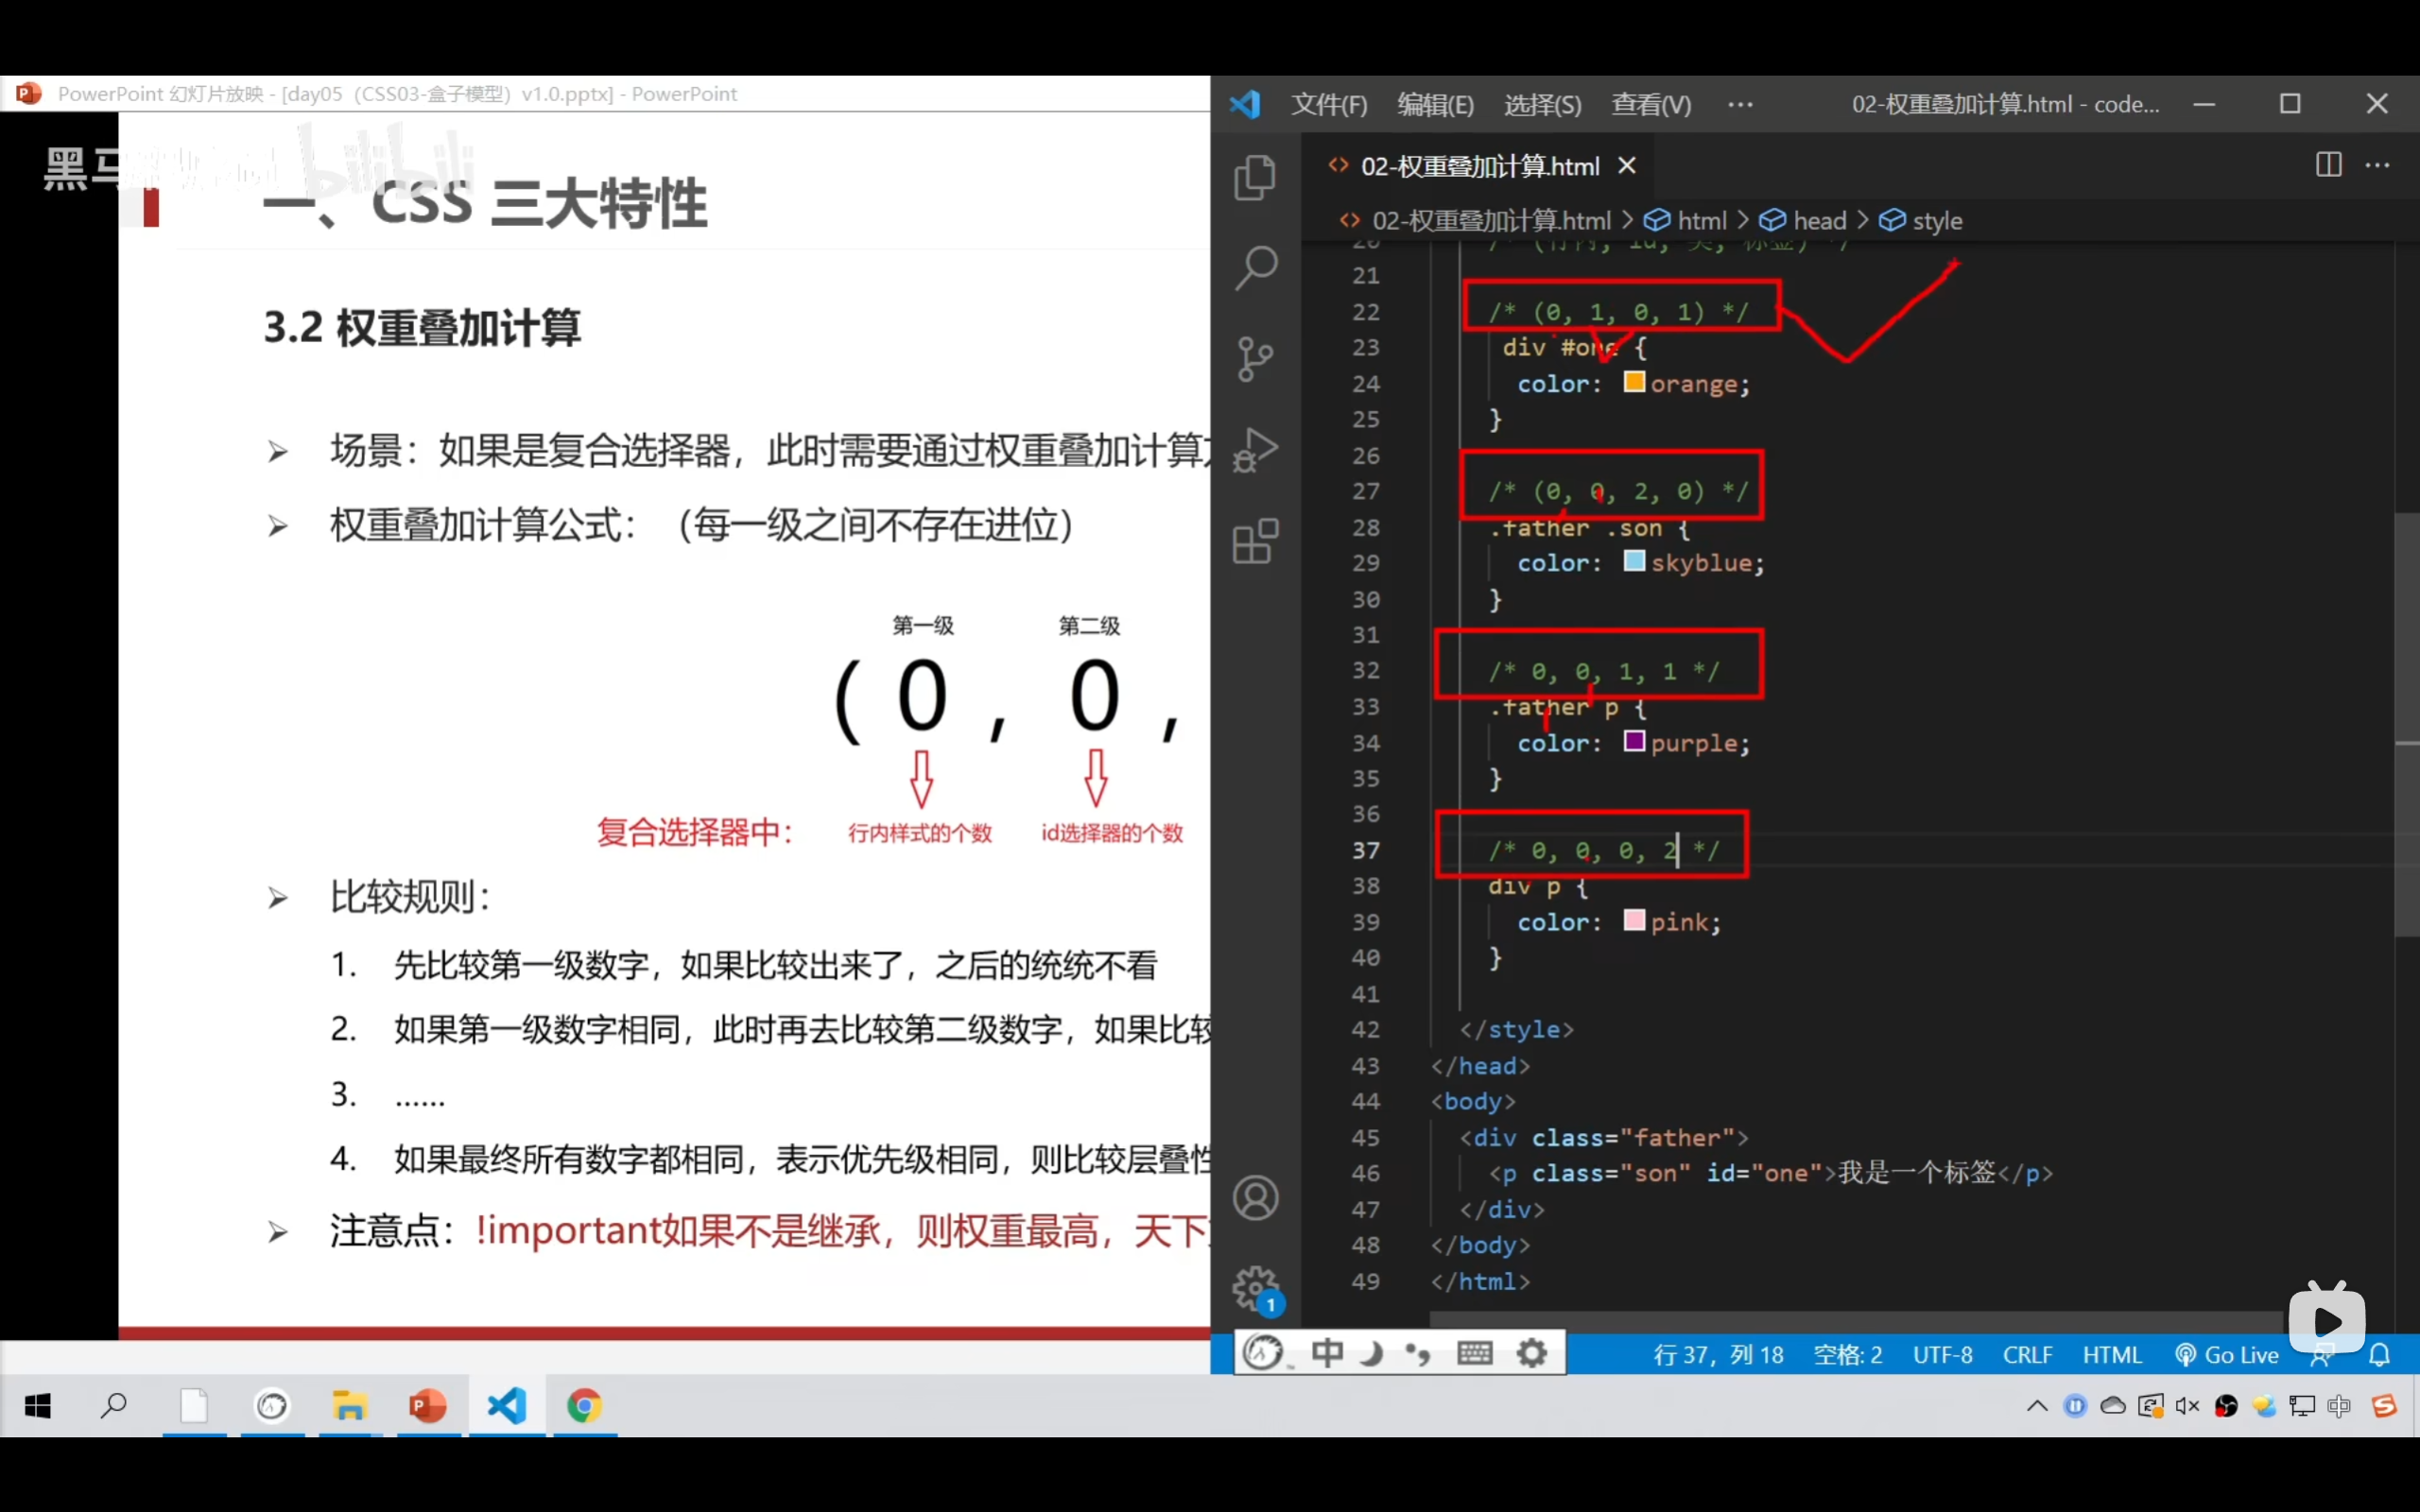 PowerPoint 幻灯片放映 - [day05（CSS03-盒子模型）v1.0.pptx] - PowerPoint
黑马
bilibili
一、CSS 三大特性
3.2 权重叠加计算
场景：如果是复合选择器，此时需要通过权重叠加计算
权重叠加计算公式：（每一级之间不存在进位）
第一级 第二级
( 0 , 0 ,
复合选择器中： 行内样式的个数 id选择器的个数
比较规则：
1. 先比较第一级数字，如果比较出来了，之后的统统不看
2. 如果第一级数字相同，此时再去比较第二级数字，如果比较
3. ......
4. 如果最终所有数字都相同，表示优先级相同，则比较层叠性
注意点：!important如果不是继承，则权重最高，天下
文件(F) 编辑(E) 选择(S) 查看(V) ··· 02-权重叠加计算.html - code...
02-权重叠加计算.html
02-权重叠加计算.html > html > head > style
20 /* (行内, id, 类, 标签) */
21
22 /* (0, 1, 0, 1) */
23 div #one {
24 color: orange;
25 }
26
27 /* (0, 0, 2, 0) */
28 .father .son {
29 color: skyblue;
30 }
31
32 /* 0, 0, 1, 1 */
33 .father p {
34 color: purple;
35 }
36
37 /* 0, 0, 0, 2 */
38 div p {
39 color: pink;
40 }
41
42 </style>
43 </head>
44 <body>
45 <div class="father">
46 <p class="son" id="one">我是一个标签</p>
47 </div>
48 </body>
49 </html>
1
中
行 37，列 18 空格: 2 UTF-8 CRLF HTML Go Live
中